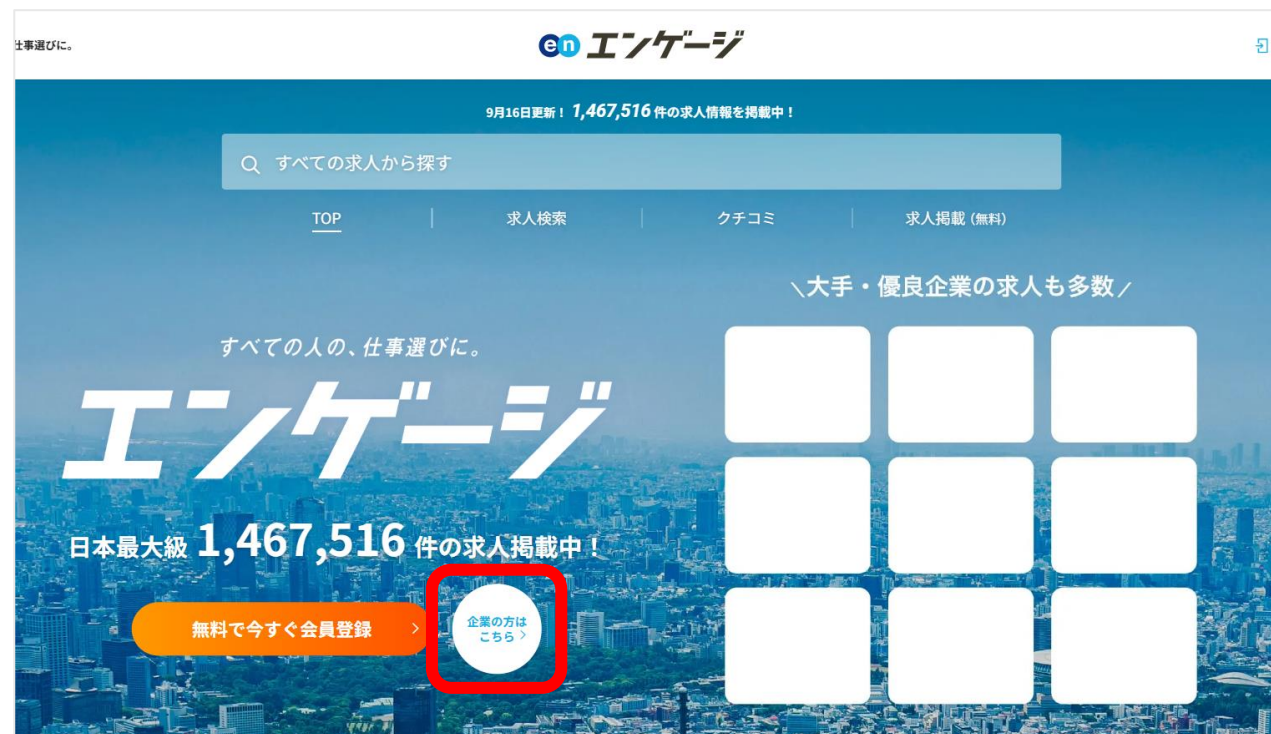 仕事選びに。
en エンゲージ
9月16日更新！ 1,467,516 件の求人情報を掲載中！
すべての求人から探す
TOP
求人検索
クチコミ
求人掲載 (無料)
＼大手・優良企業の求人も多数／
すべての人の、仕事選びに。
エンゲージ
日本最大級 1,467,516 件の求人掲載中！
無料で今すぐ会員登録
企業の方は
こちら